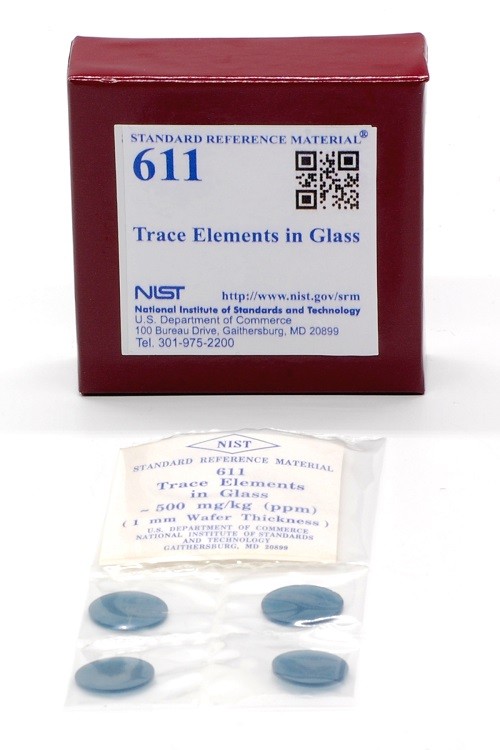 STANDARD REFERENCE MATERIAL®
611
Trace Elements in Glass
NIST
http://www.nist.gov/srm
National Institute of Standards and Technology
U.S. Department of Commerce
100 Bureau Drive, Gaithersburg, MD 20899
Tel. 301-975-2200
NIST
STANDARD REFERENCE MATERIAL
611
Trace Elements
in Glass
~ 500 mg/kg (ppm)
( 1 mm Wafer Thickness )
U.S. DEPARTMENT OF COMMERCE
NATIONAL INSTITUTE OF STANDARDS
AND TECHNOLOGY
GAITHERSBURG, MD 20899